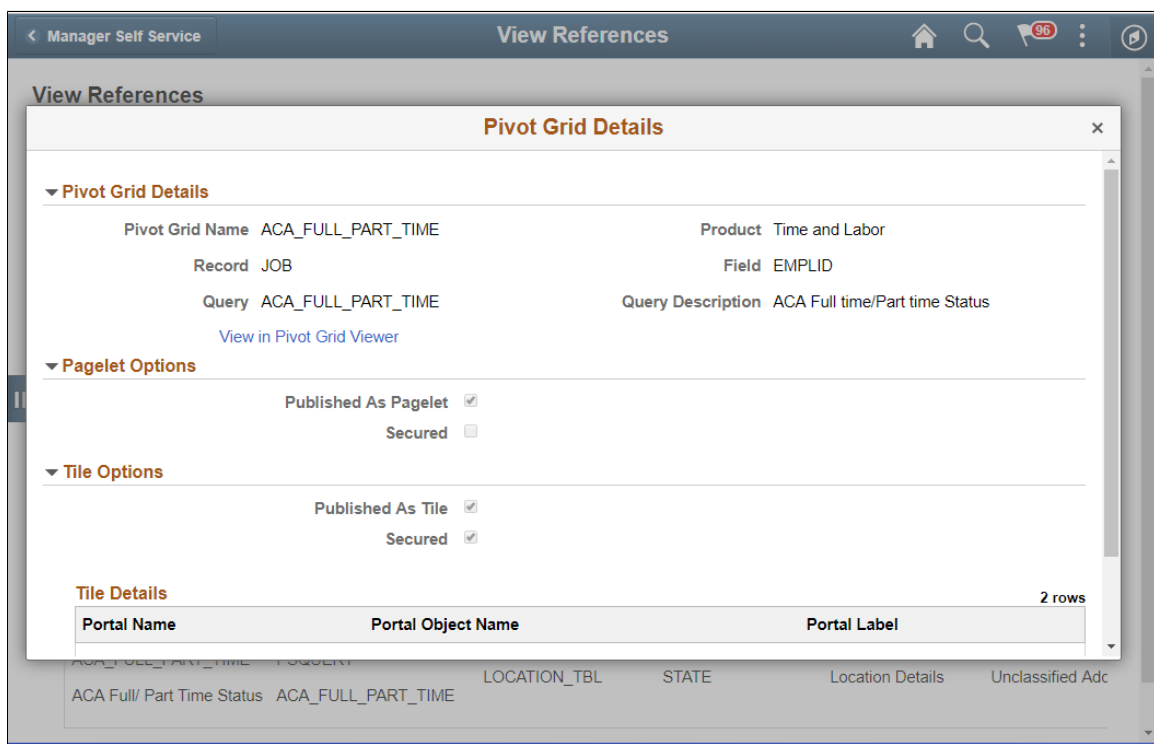 Manager Self Service View References 96
View References
Pivot Grid Details ×
Pivot Grid Details
Pivot Grid Name ACA_FULL_PART_TIME Product Time and Labor
Record JOB Field EMPLID
Query ACA_FULL_PART_TIME Query Description ACA Full time/Part time Status
View in Pivot Grid Viewer
Pagelet Options
Published As Pagelet
Secured
Tile Options
Published As Tile
Secured
Tile Details 2 rows
Portal Name Portal Object Name Portal Label
ACA_FULL_PART_TIME PSQUERY
LOCATION_TBL STATE Location Details Unclassified Adc
ACA Full/ Part Time Status ACA_FULL_PART_TIME